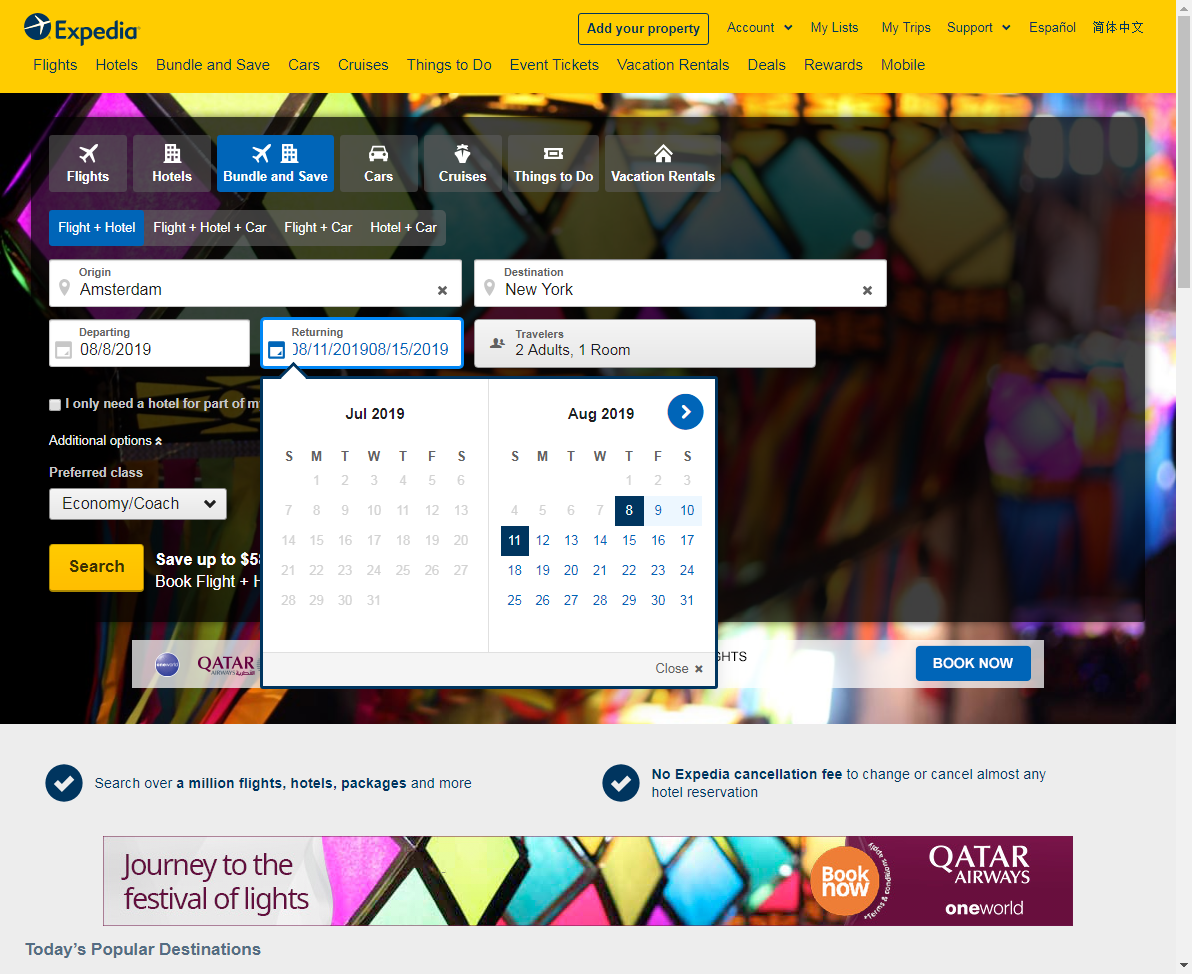 Expedia
Add your property
Account
My Lists
My Trips
Support
Español
简体中文
Flights
Hotels
Bundle and Save
Cars
Cruises
Things to Do
Event Tickets
Vacation Rentals
Deals
Rewards
Mobile
Flights
Hotels
Bundle and Save
Cars
Cruises
Things to Do
Vacation Rentals
Flight + Hotel
Flight + Hotel + Car
Flight + Car
Hotel + Car
Origin
Amsterdam
Destination
New York
Departing
08/8/2019
Returning
08/11/201908/15/2019
Travelers
2 Adults, 1 Room
I only need a hotel for part of m
Additional options
Preferred class
Economy/Coach
Search
Save up to $5
Book Flight + H
Jul 2019
S M T W T F S
1 2 3 4 5 6
7 8 9 10 11 12 13
14 15 16 17 18 19 20
21 22 23 24 25 26 27
28 29 30 31
Aug 2019
S M T W T F S
1 2 3
4 5 6 7 8 9 10
11 12 13 14 15 16 17
18 19 20 21 22 23 24
25 26 27 28 29 30 31
Close
oneworld
QATAR
AIRWAYS القطرية
GHTS
BOOK NOW
Search over a million flights, hotels, packages and more
No Expedia cancellation fee to change or cancel almost any
hotel reservation
Journey to the
festival of lights
Book
now
*Terms & conditions apply
QATAR
AIRWAYS
oneworld
Today's Popular Destinations